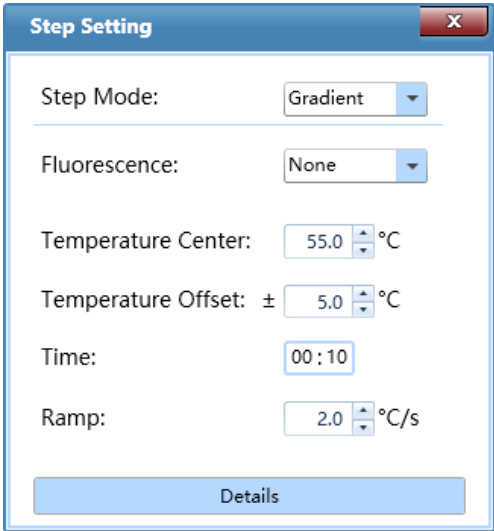 Step Setting x
Step Mode: Gradient
Fluorescence: None
Temperature Center: 55.0 °C
Temperature Offset: ± 5.0 °C
Time: 00:10
Ramp: 2.0 °C/s
Details